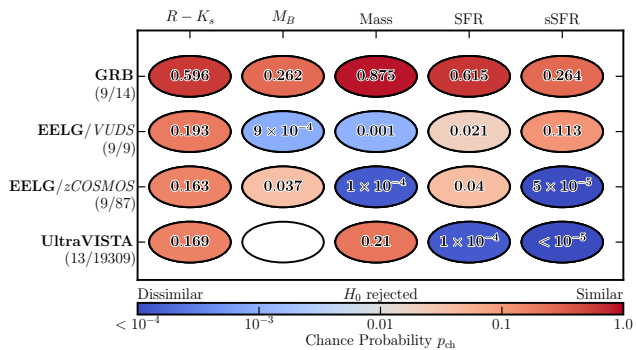 R − Kₛ M_B Mass SFR sSFR
GRB 0.596 0.262 0.875 0.615 0.264
(9/14)
EELG/VUDS 0.193 9 × 10⁻⁴ 0.001 0.021 0.113
(9/9)
EELG/zCOSMOS 0.163 0.037 1 × 10⁻⁴ 0.04 5 × 10⁻⁵
(9/87)
UltraVISTA 0.169 0.21 1 × 10⁻⁴ < 10⁻⁵
(13/19309)
Dissimilar H₀ rejected Similar
< 10⁻⁴ 10⁻³ 0.01 0.1 1.0
Chance Probability p_ch